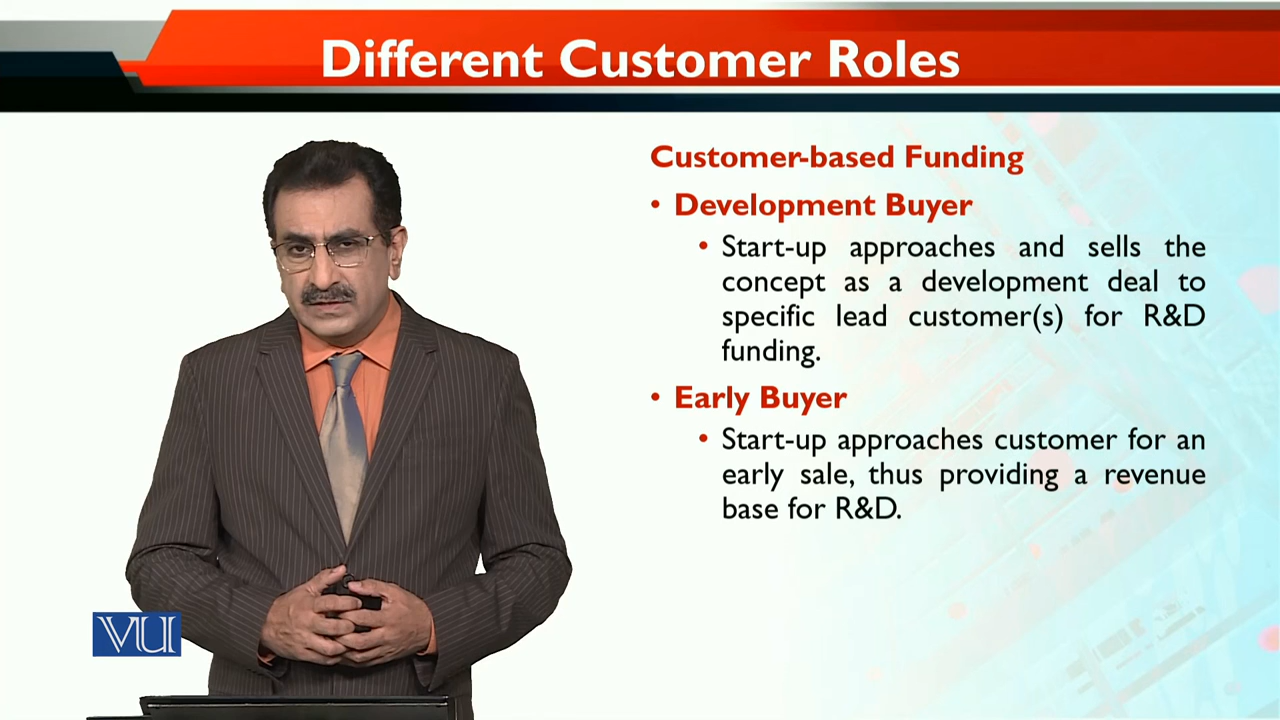 Different Customer Roles
Customer-based Funding
• Development Buyer
• Start-up approaches and sells the
concept as a development deal to
specific lead customer(s) for R&D
funding.
• Early Buyer
• Start-up approaches customer for an
early sale, thus providing a revenue
base for R&D.
VU